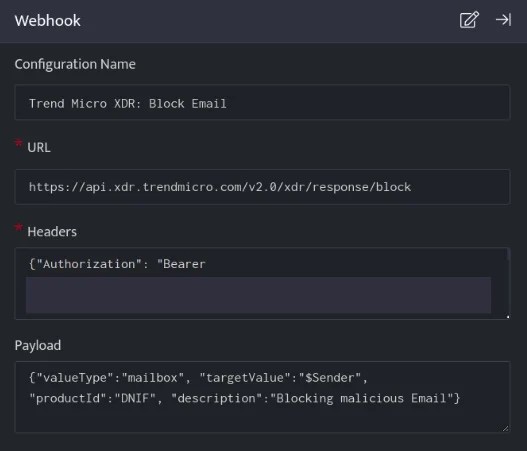 Webhook
Configuration Name
Trend Micro XDR: Block Email
* URL
https://api.xdr.trendmicro.com/v2.0/xdr/response/block
* Headers
{"Authorization": "Bearer
Payload
{"valueType":"mailbox", "targetValue":"$Sender",
"productId":"DNIF", "description":"Blocking malicious Email"}